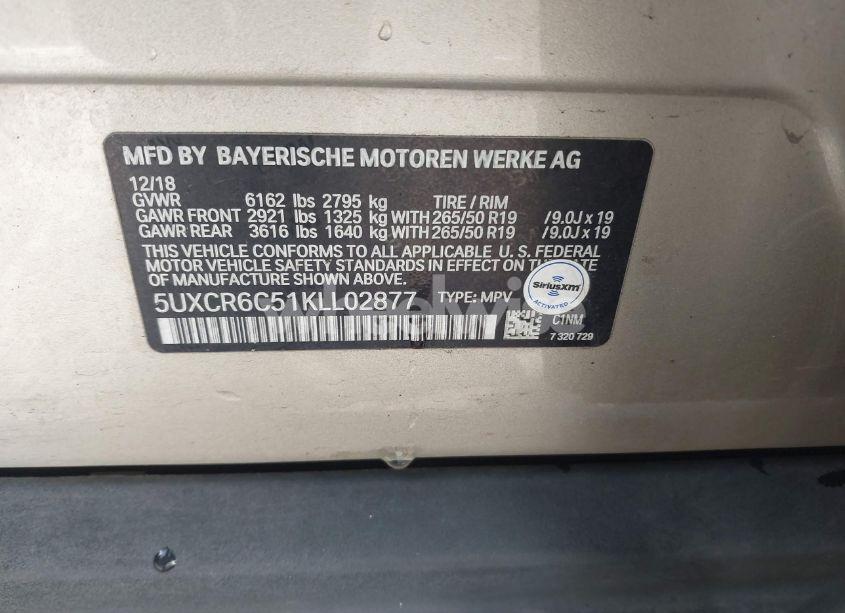 MFD BY BAYERISCHE MOTOREN WERKE AG
12/18
GVWR 6162 lbs 2795 kg TIRE / RIM
GAWR FRONT 2921 lbs 1325 kg WITH 265/50 R19 /9.0J x 19
GAWR REAR 3616 lbs 1640 kg WITH 265/50 R19 /9.0J x 19
THIS VEHICLE CONFORMS TO ALL APPLICABLE U. S. FEDERAL
MOTOR VEHICLE SAFETY STANDARDS IN EFFECT ON THE DATE
OF MANUFACTURE SHOWN ABOVE.
SiriusXm
ACTIVATED
5UXCR6C51KLL02877 TYPE: MPV
C1NM
7 320 729